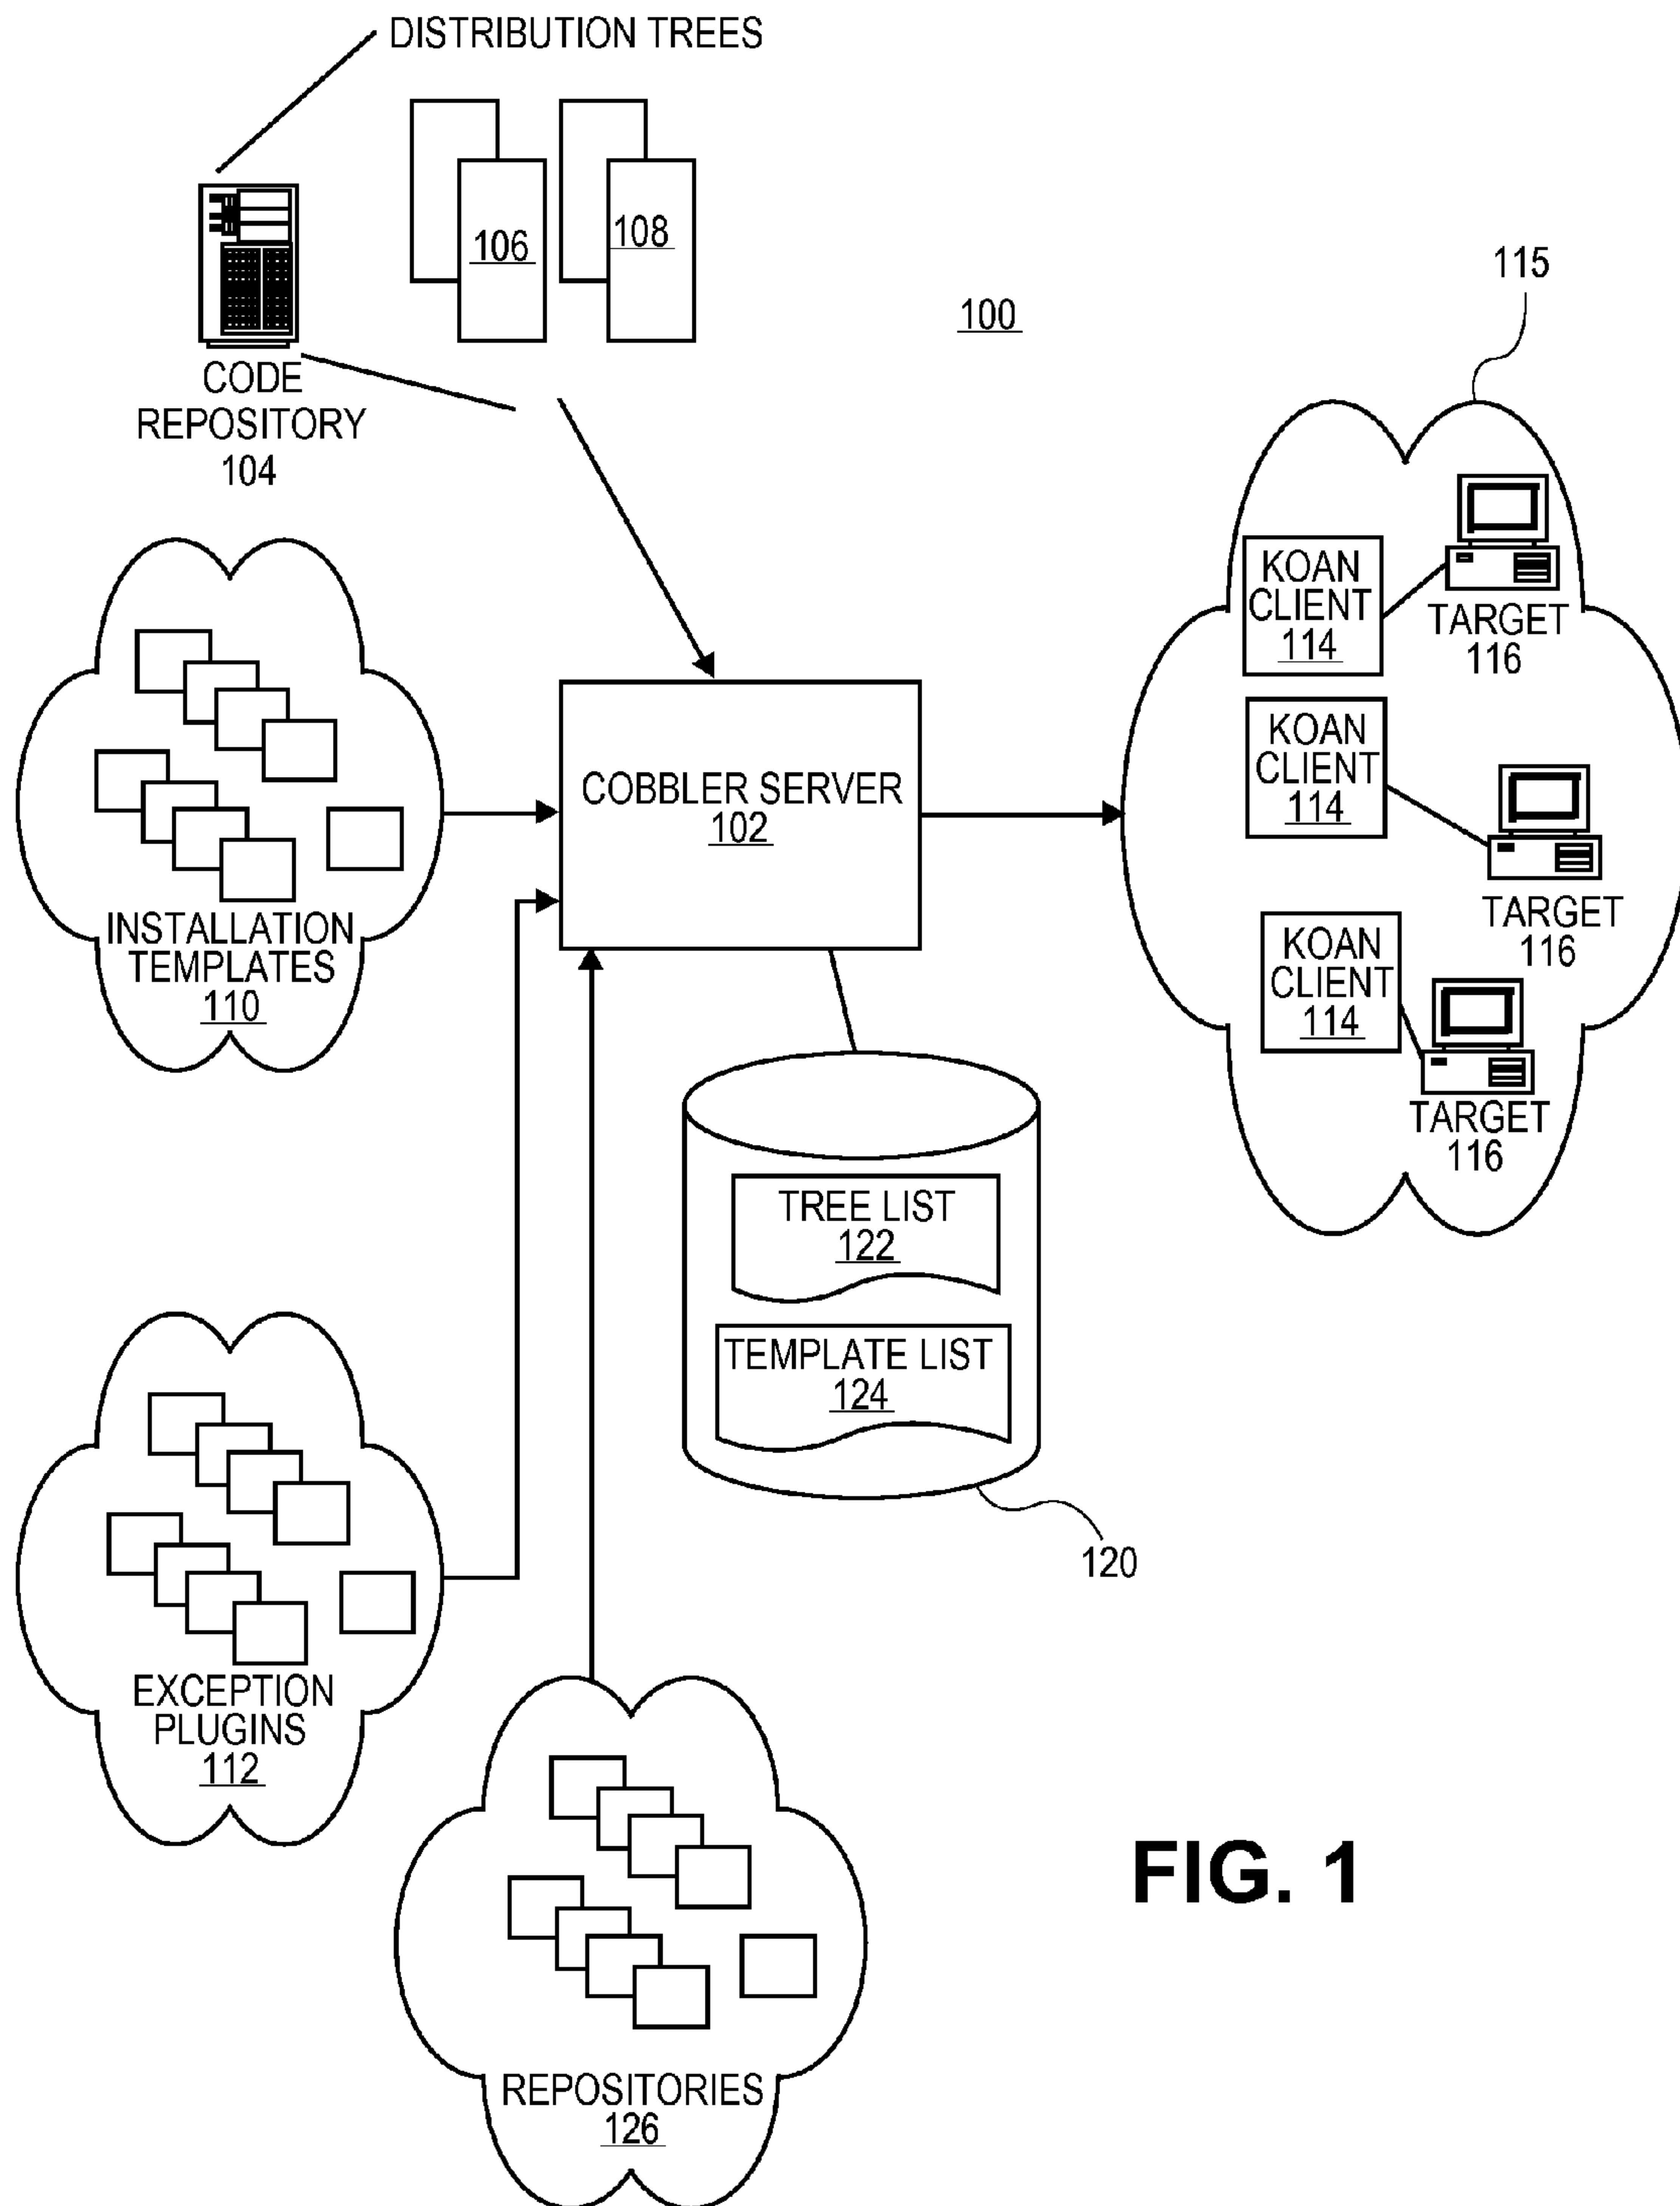 DISTRIBUTION TREES
106
108
100
115
CODE
REPOSITORY
104
KOAN
CLIENT
114
TARGET
116
KOAN
CLIENT
114
TARGET
116
KOAN
CLIENT
114
TARGET
116
COBBLER SERVER
102
INSTALLATION
TEMPLATES
110
TREE LIST
122
TEMPLATE LIST
124
120
EXCEPTION
PLUGINS
112
REPOSITORIES
126
FIG. 1